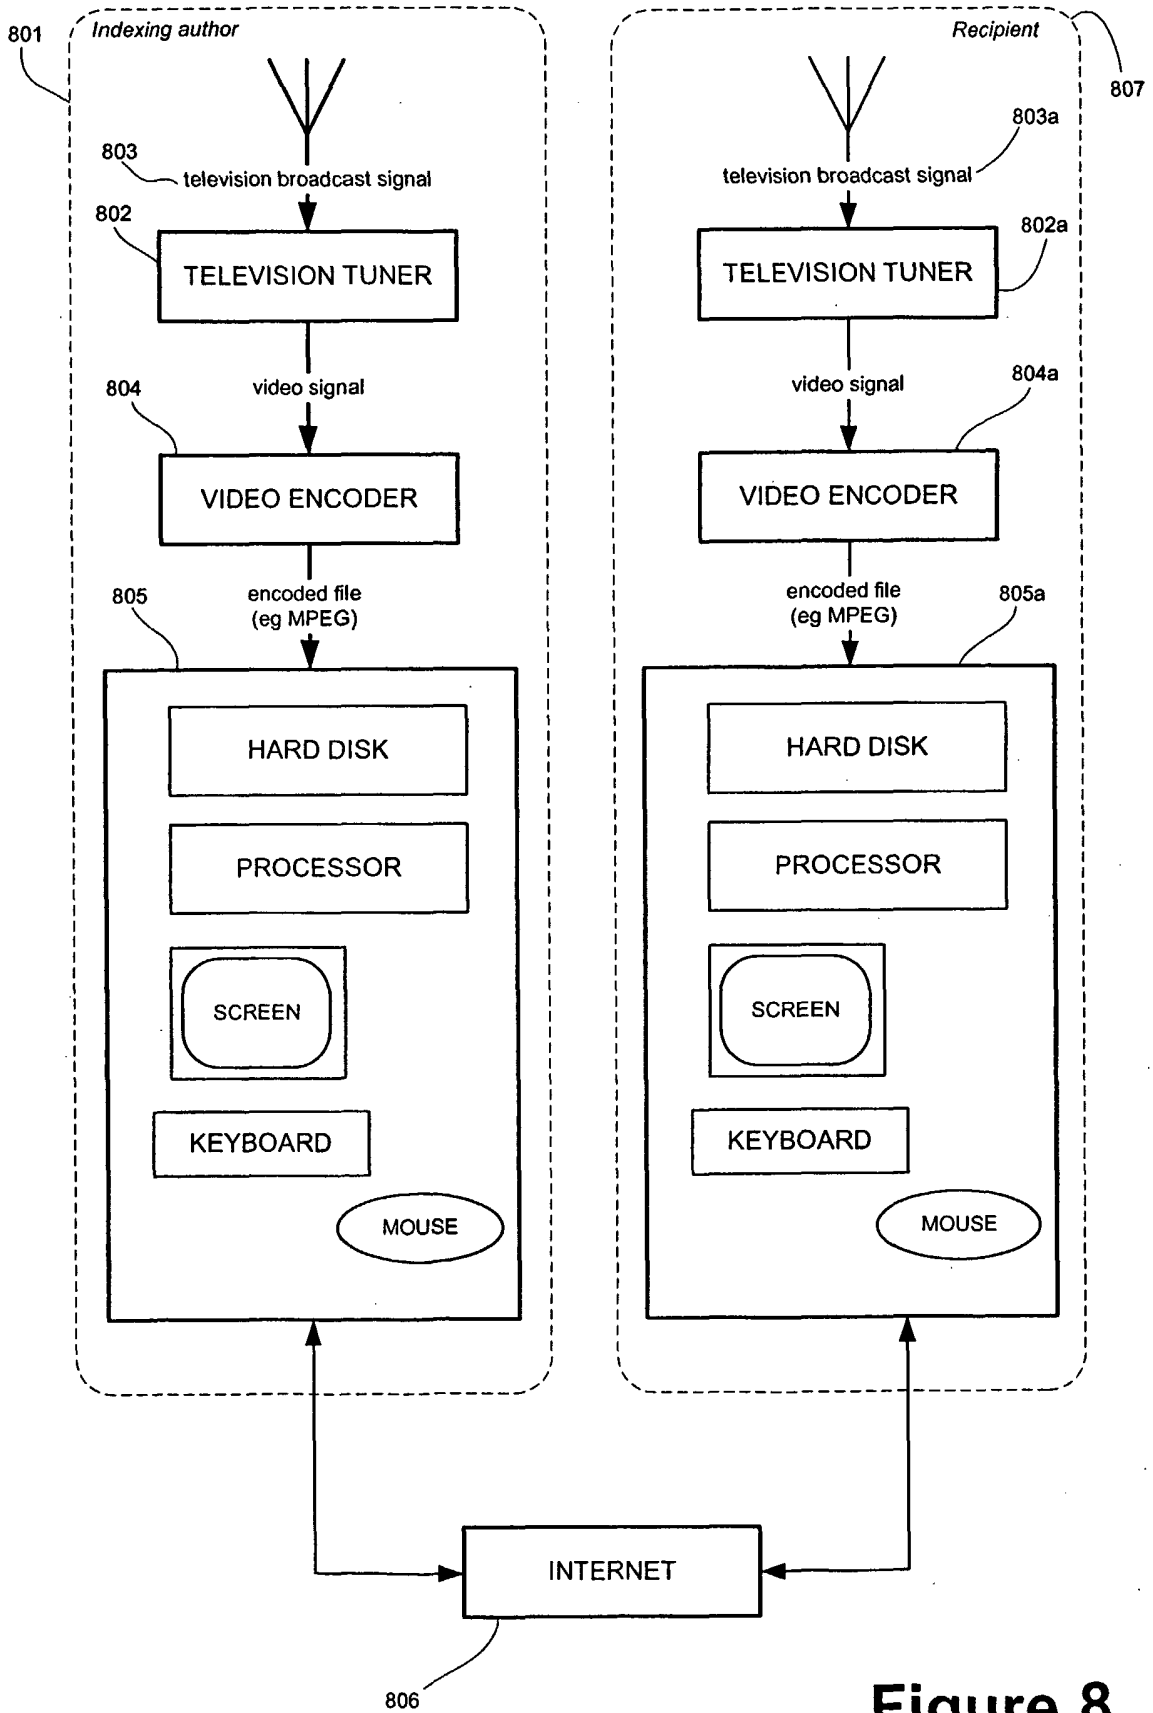 801
Indexing author
803
television broadcast signal
802
TELEVISION TUNER
804
video signal
VIDEO ENCODER
805
encoded file
(eg MPEG)
HARD DISK
PROCESSOR
SCREEN
KEYBOARD
MOUSE
Recipient
807
803a
television broadcast signal
802a
TELEVISION TUNER
video signal
804a
VIDEO ENCODER
encoded file
(eg MPEG)
805a
HARD DISK
PROCESSOR
SCREEN
KEYBOARD
MOUSE
INTERNET
806
Figure 8